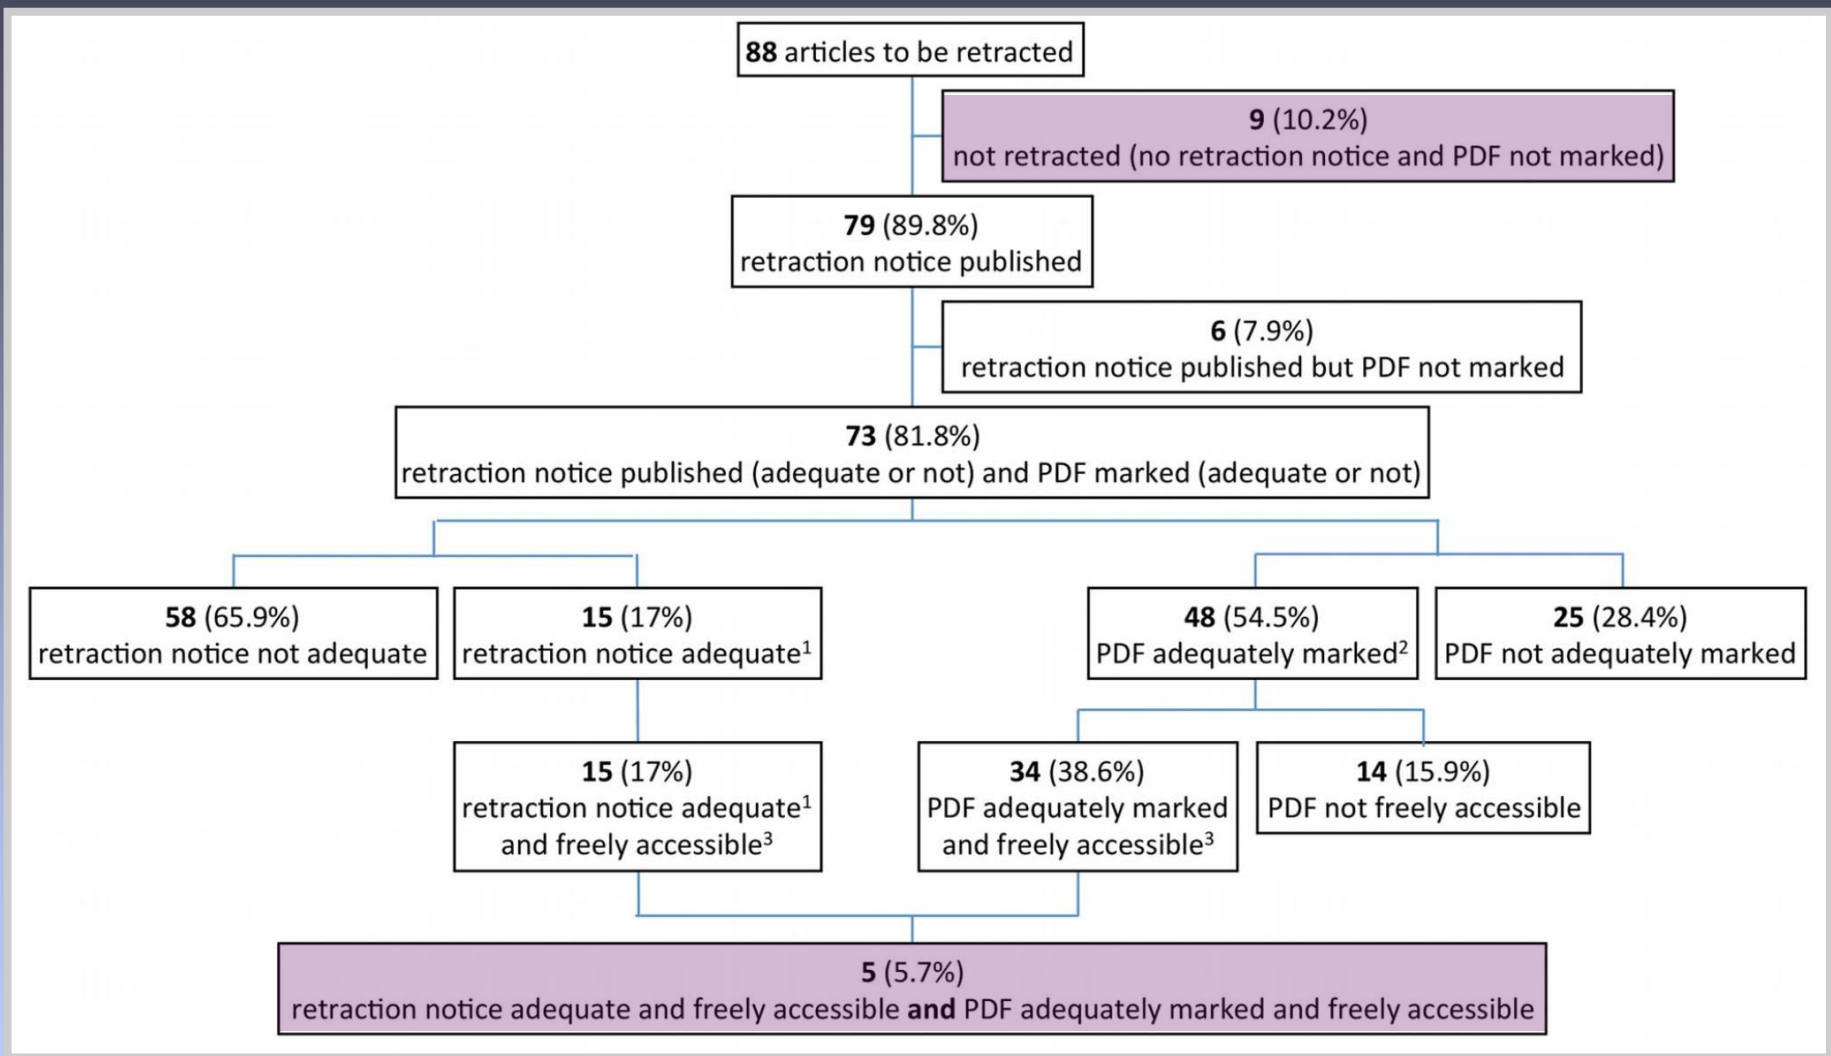 88 articles to be retracted
9 (10.2%)
not retracted (no retraction notice and PDF not marked)
79 (89.8%)
retraction notice published
6 (7.9%)
retraction notice published but PDF not marked
73 (81.8%)
retraction notice published (adequate or not) and PDF marked (adequate or not)
58 (65.9%)
retraction notice not adequate
15 (17%)
retraction notice adequate¹
48 (54.5%)
PDF adequately marked²
25 (28.4%)
PDF not adequately marked
15 (17%)
retraction notice adequate¹
and freely accessible³
34 (38.6%)
PDF adequately marked
and freely accessible³
14 (15.9%)
PDF not freely accessible
5 (5.7%)
retraction notice adequate and freely accessible and PDF adequately marked and freely accessible